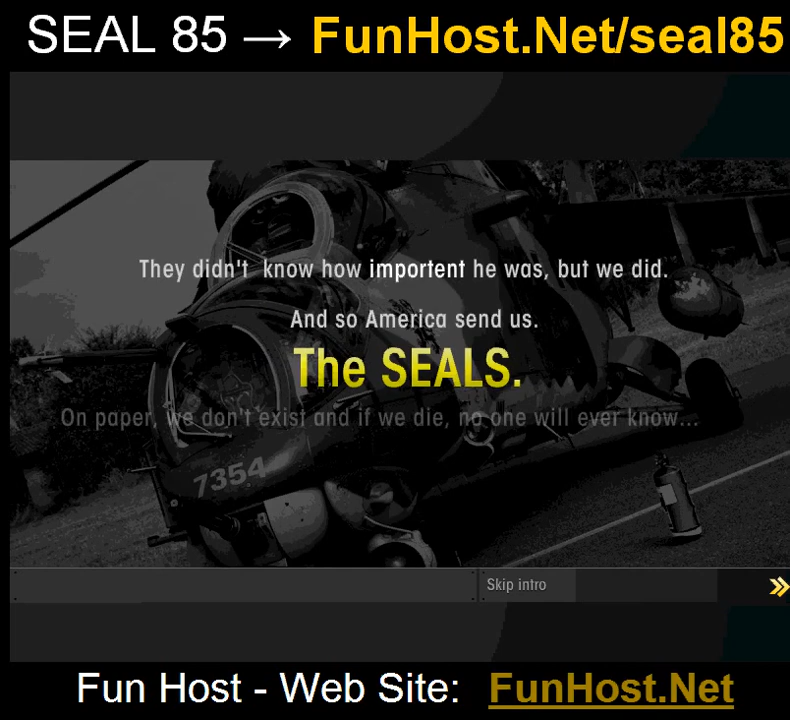 SEAL 85 → FunHost.Net/seal85
They didn't know how importent he was, but we did.
And so America send us.
The SEALS.
On paper, we don't exist and if we die, no one will ever know...
7354
Skip intro
Fun Host - Web Site: FunHost.Net